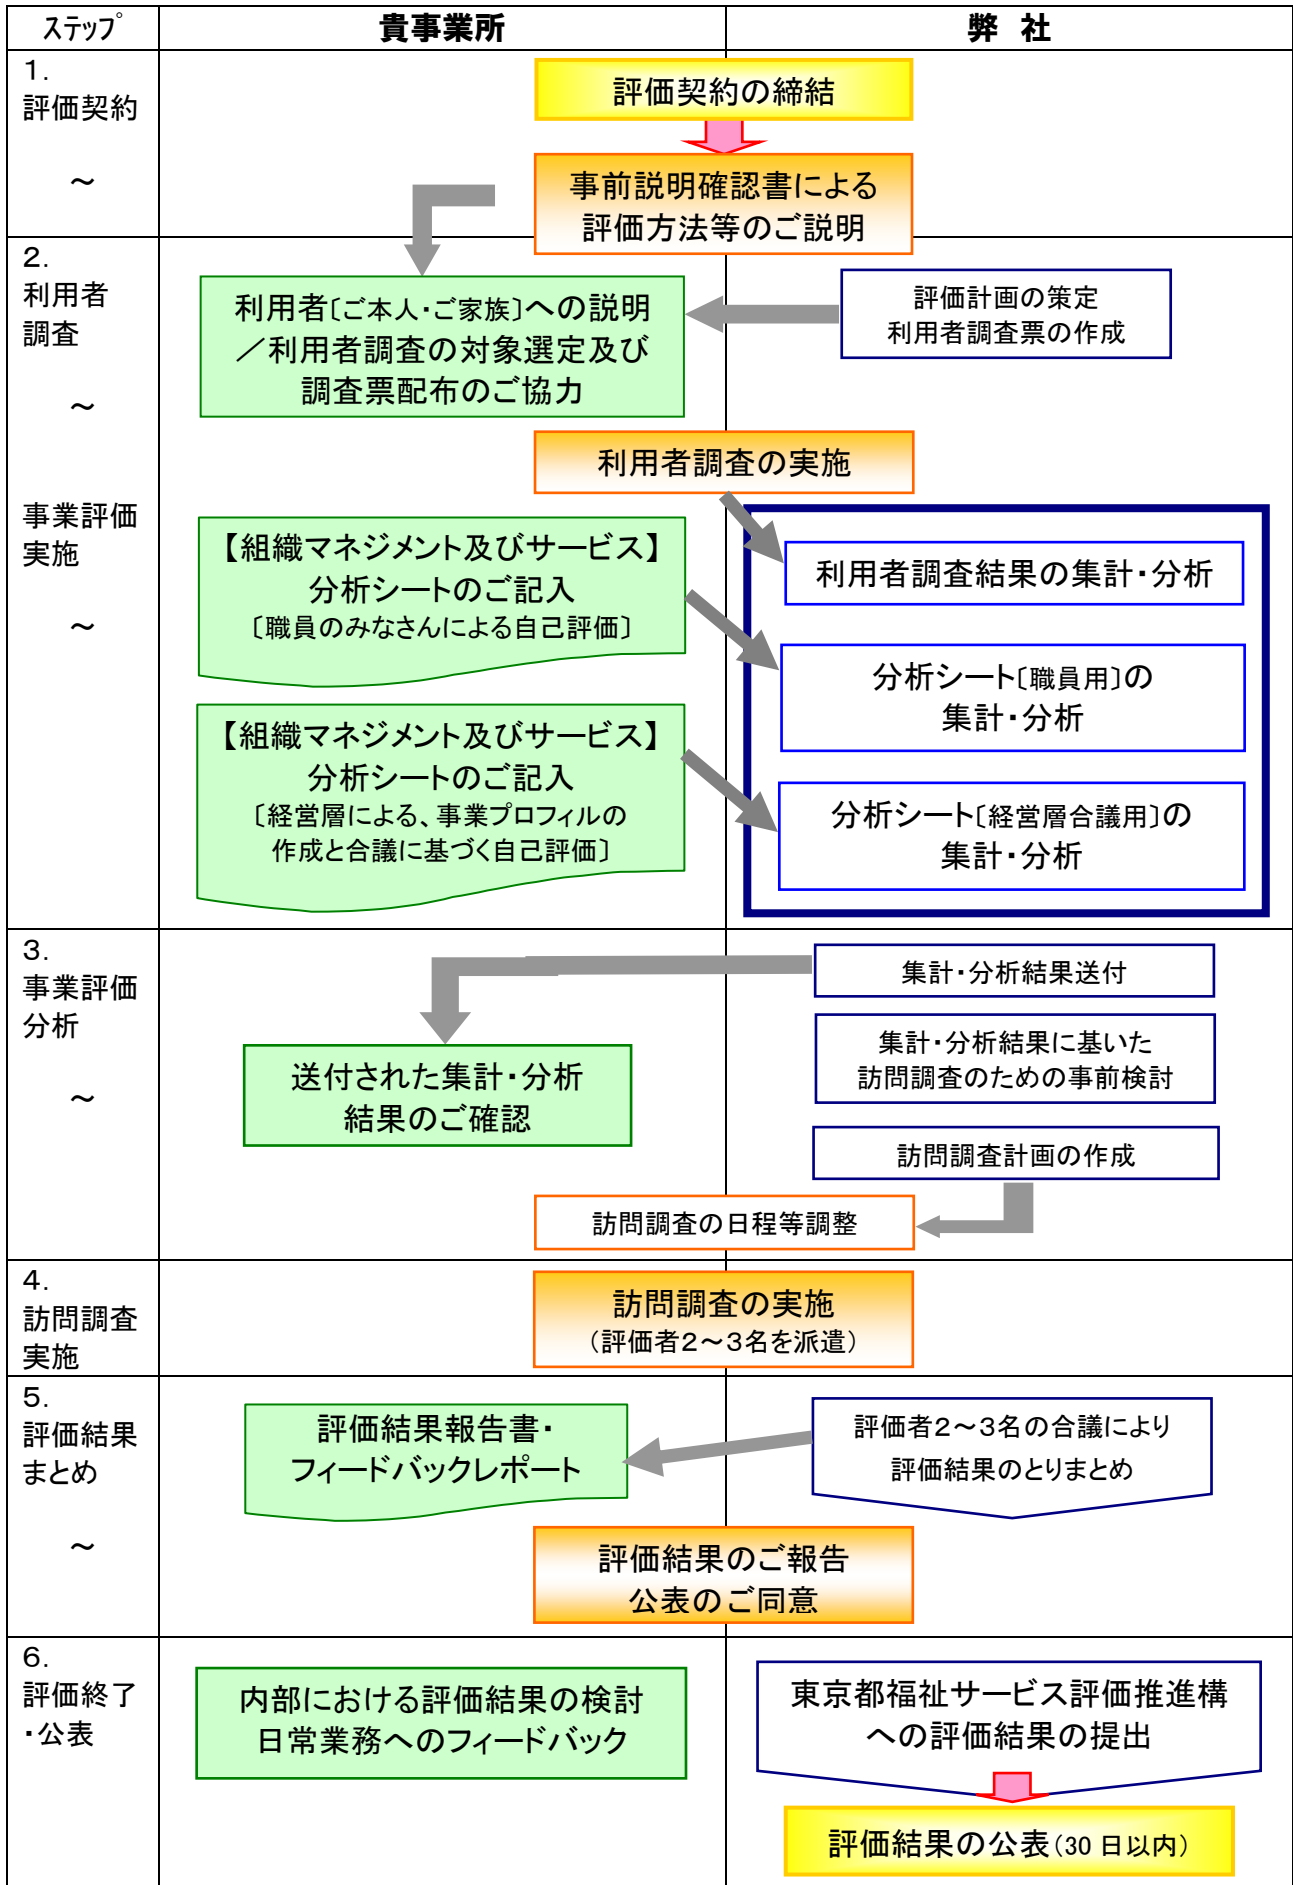 ステップ
貴事業所
弊 社
1.
評価契約
～
評価契約の締結
事前説明確認書による
評価方法等のご説明
2.
利用者
調査
～
事業評価
実施
～
利用者〔ご本人・ご家族〕への説明
／利用者調査の対象選定及び
調査票配布のご協力
評価計画の策定
利用者調査票の作成
利用者調査の実施
【組織マネジメント及びサービス】
分析シートのご記入
〔職員のみなさんによる自己評価〕
利用者調査結果の集計・分析
分析シート〔職員用〕の
集計・分析
【組織マネジメント及びサービス】
分析シートのご記入
〔経営層による、事業プロフィルの
作成と合議に基づく自己評価〕
分析シート〔経営層合議用〕の
集計・分析
3.
事業評価
分析
～
集計・分析結果送付
集計・分析結果に基いた
訪問調査のための事前検討
送付された集計・分析
結果のご確認
訪問調査計画の作成
訪問調査の日程等調整
4.
訪問調査
実施
訪問調査の実施
（評価者2～3名を派遣）
5.
評価結果
まとめ
～
評価結果報告書・
フィードバックレポート
評価者2～3名の合議により
評価結果のとりまとめ
評価結果のご報告
公表のご同意
6.
評価終了
・公表
内部における評価結果の検討
日常業務へのフィードバック
東京都福祉サービス評価推進構
への評価結果の提出
評価結果の公表（30 日以内）